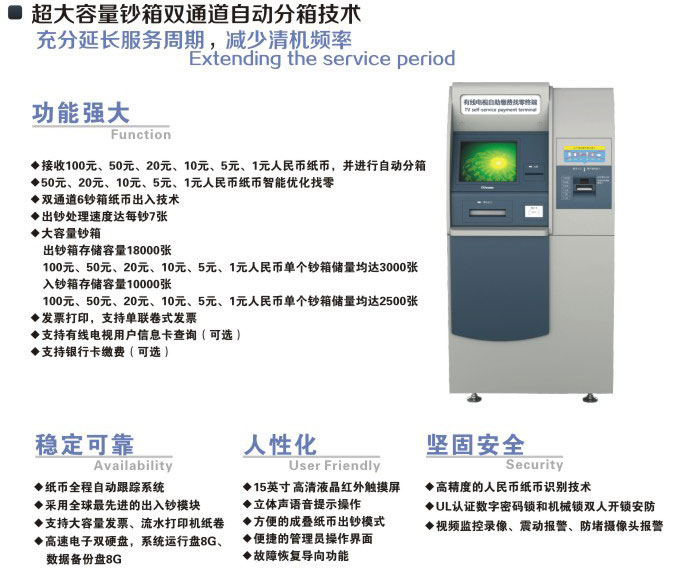 超大容量钞箱双通道自动分箱技术
充分延长服务周期,减少清机频率
Extending the service period
功能强大
Function
◆接收100元、50元、20元、10元、5元、1元人民币纸币,并进行自动分箱
◆50元、20元、10元、5元、1元人民币纸币智能优化找零
◆双通道6钞箱纸币出入技术
◆出钞处理速度达每秒7张
◆大容量钞箱
出钞箱存储容量18000张
100元、50元、20元、10元、5元、1元人民币单个钞箱储量均达3000张
入钞箱存储容量10000张
100元、50元、20元、10元、5元、1元人民币单个钞箱储量均达2500张
◆发票打印,支持单联卷式发票
◆支持有线电视用户信息卡查询(可选)
◆支持银行卡缴费(可选)
有线电视自助缴费找零终端
TV self-service payment terminal
稳定可靠
Availability
◆纸币全程自动跟踪系统
◆采用全球最先进的出入钞模块
◆支持大容量发票、流水打印机纸卷
◆高速电子双硬盘,系统运行盘8G、
数据备份盘8G
人性化
User Friendly
◆15英寸 高清液晶红外触摸屏
◆立体声语音提示操作
◆方便的成叠纸币出钞模式
◆便捷的管理员操作界面
◆故障恢复导向功能
坚固安全
Security
◆高精度的人民币纸币识别技术
◆UL认证数字密码锁和机械锁双人开锁安防
◆视频监控录像、震动报警、防堵摄像头报警